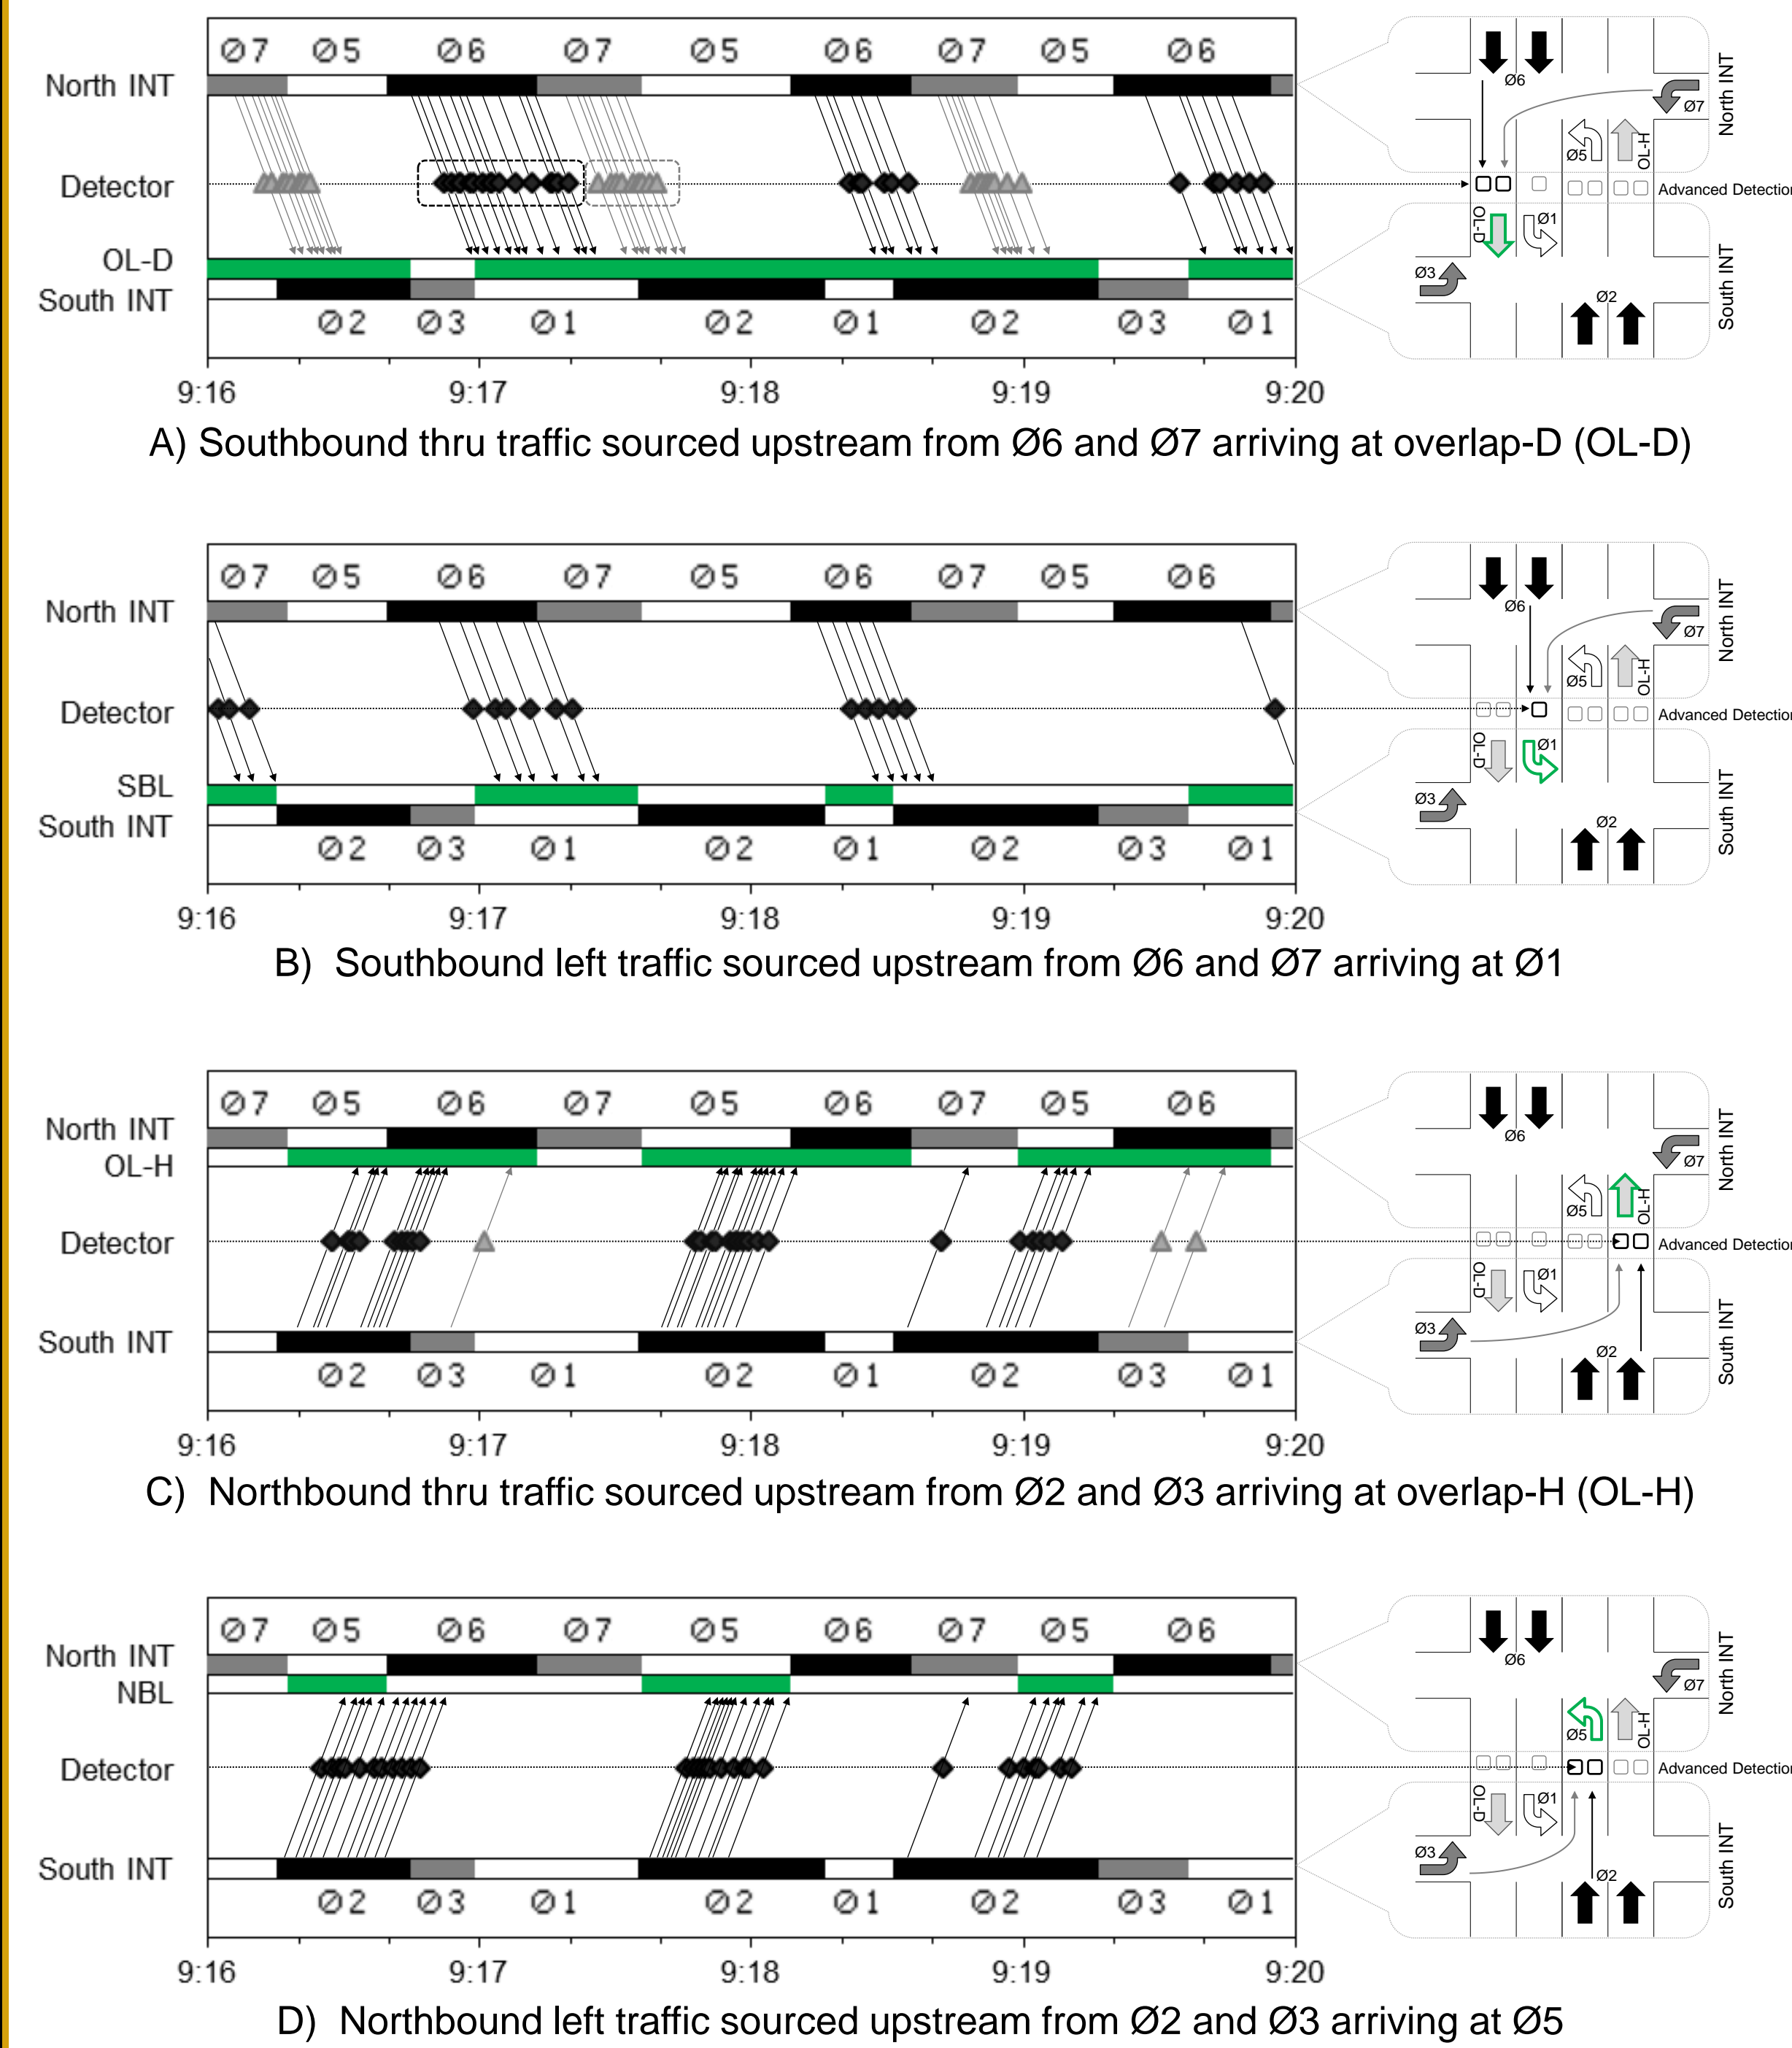 Ø7 Ø5 Ø6 Ø7 Ø5 Ø6 Ø7 Ø5 Ø6
North INT
Detector
OL-D
South INT
Ø2 Ø3 Ø1 Ø2 Ø1 Ø2 Ø3 Ø1
9:16 9:17 9:18 9:19 9:20
Ø6
Ø7
North INT
Ø5
OL-H
Advanced Detection
OL-D
Ø1
Ø3
Ø2
South INT
A) Southbound thru traffic sourced upstream from Ø6 and Ø7 arriving at overlap-D (OL-D)
Ø7 Ø5 Ø6 Ø7 Ø5 Ø6 Ø7 Ø5 Ø6
North INT
Detector
SBL
South INT
Ø2 Ø3 Ø1 Ø2 Ø1 Ø2 Ø3 Ø1
9:16 9:17 9:18 9:19 9:20
Ø6
Ø7
North INT
Ø5
OL-H
Advanced Detection
OL-D
Ø1
Ø3
Ø2
South INT
B) Southbound left traffic sourced upstream from Ø6 and Ø7 arriving at Ø1
Ø7 Ø5 Ø6 Ø7 Ø5 Ø6 Ø7 Ø5 Ø6
North INT
OL-H
Detector
South INT
Ø2 Ø3 Ø1 Ø2 Ø1 Ø2 Ø3 Ø1
9:16 9:17 9:18 9:19 9:20
Ø6
Ø7
North INT
Ø5
OL-H
Advanced Detection
OL-D
Ø1
Ø3
Ø2
South INT
C) Northbound thru traffic sourced upstream from Ø2 and Ø3 arriving at overlap-H (OL-H)
Ø7 Ø5 Ø6 Ø7 Ø5 Ø6 Ø7 Ø5 Ø6
North INT
NBL
Detector
South INT
Ø2 Ø3 Ø1 Ø2 Ø1 Ø2 Ø3 Ø1
9:16 9:17 9:18 9:19 9:20
Ø6
Ø7
North INT
Ø5
OL-H
Advanced Detection
OL-D
Ø1
Ø3
Ø2
South INT
D) Northbound left traffic sourced upstream from Ø2 and Ø3 arriving at Ø5